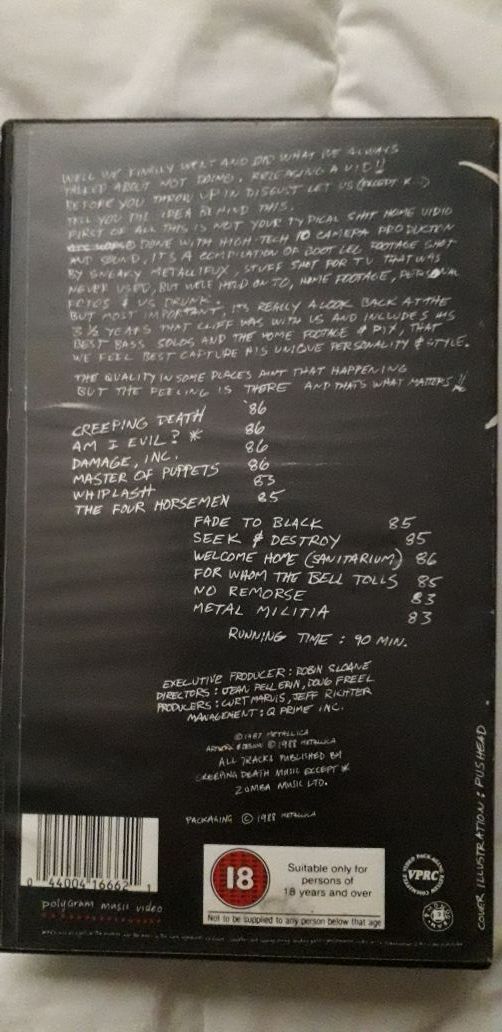 WELL WE FINALLY WENT AND DID WHAT WE ALWAYS
TALKED ABOUT NOT DOING, RELEASING A VID!!
BEFORE YOU THROW UP IN DISGUST LET US (EXCEPT K...)
TELL YOU THE IDEA BEHIND THIS.
FIRST OF ALL THIS IS NOT YOUR TYPICAL SHIT HOME VIDIO
DONE WITH HIGH TECH 10 CAMERA PRODUCTION
AND SOUND, IT'S A COMPILATION OF BOOTLEG FOOTAGE SHOT
BY SNEAKY METALLIFUX, STUFF SHOT FOR TV THAT WAS
NEVER USED, BUT WE'VE HELD ON TO, HOME FOOTAGE, PERSONAL
FOTOS & US DRUNK.
BUT MOST IMPORTANT, IT'S REALLY A LOOK BACK AT THE
3½ YEARS THAT CLIFF WAS WITH US AND INCLUDES HIS
BEST BASS SOLOS AND THE HOME FOOTAGE & PIX, THAT
WE FEEL BEST CAPTURE HIS UNIQUE PERSONALITY & STYLE.
THE QUALITY IN SOME PLACES AINT THAT HAPPENING
BUT THE FEELING IS THERE AND THATS WHAT MATTERS!!
CREEPING DEATH '86
AM I EVIL? * 86
DAMAGE, INC. 86
MASTER OF PUPPETS 86
WHIPLASH 83
THE FOUR HORSEMEN 85
FADE TO BLACK 85
SEEK & DESTROY 85
WELCOME HOME (SANITARIUM) 86
FOR WHOM THE BELL TOLLS 85
NO REMORSE 83
METAL MILITIA 83
RUNNING TIME : 90 MIN.
EXECUTIVE PRODUCER: ROBIN SLOANE
DIRECTORS : JEAN PELLERIN, DOUG FREEL
PRODUCERS : CURT MARVIS, JEFF RICHTER
MANAGEMENT : Q PRIME INC.
© 1987 METALLICA
ARTWORK & DESIGN © 1988 METALLICA
ALL TRACKS PUBLISHED BY
CREEPING DEATH MUSIC EXCEPT *
ZOMBA MUSIC LTD.
PACKAGING © 1988 METALLICA
COVER ILLUSTRATION : PUSHEAD.
0 44004 16662 1
polygram music video
18
Suitable only for
persons of
18 years and over
Not to be supplied to any person below that age
VPRC